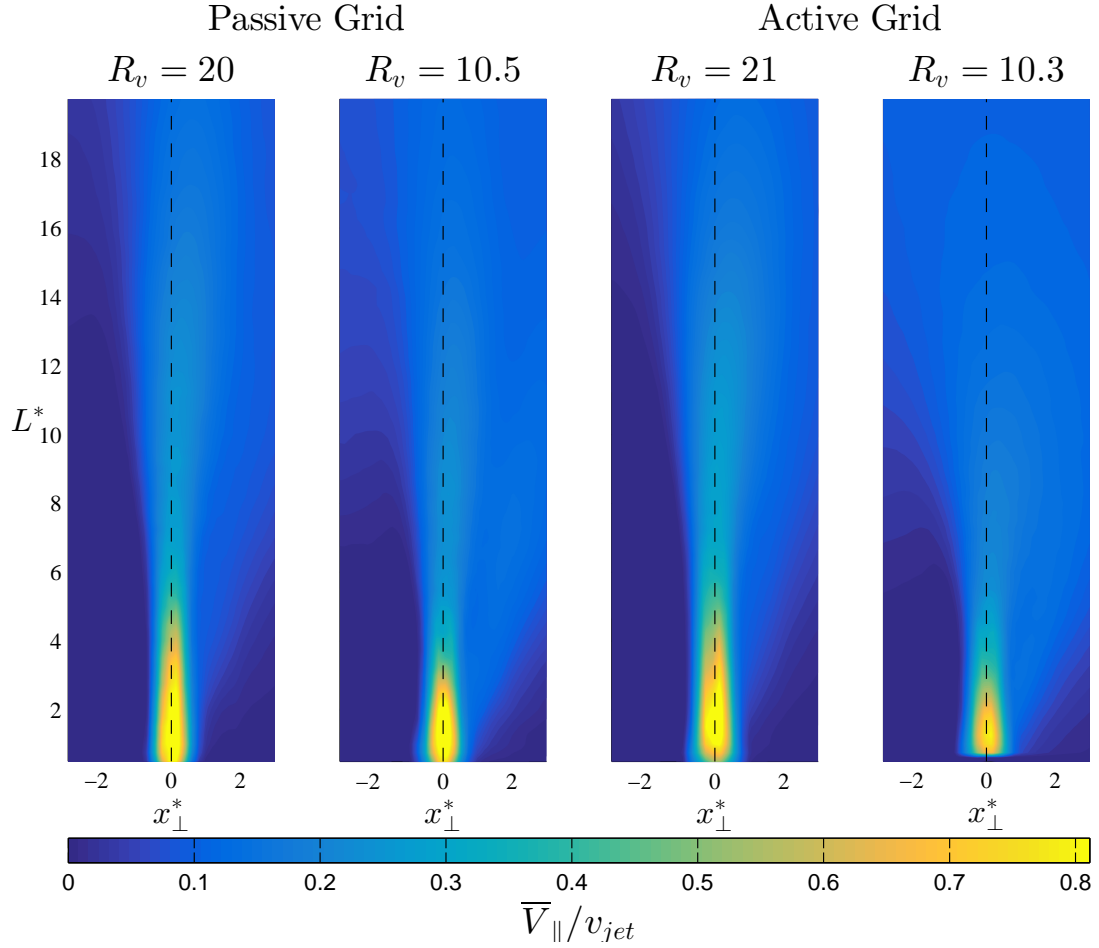 Passive Grid Active Grid
R_v = 20 R_v = 10.5 R_v = 21 R_v = 10.3
18
16
14
12
L* 10
8
6
4
2
−2 0 2 −2 0 2 −2 0 2 −2 0 2
x*_⊥ x*_⊥ x*_⊥ x*_⊥
0 0.1 0.2 0.3 0.4 0.5 0.6 0.7 0.8
V̅_∥/v_jet